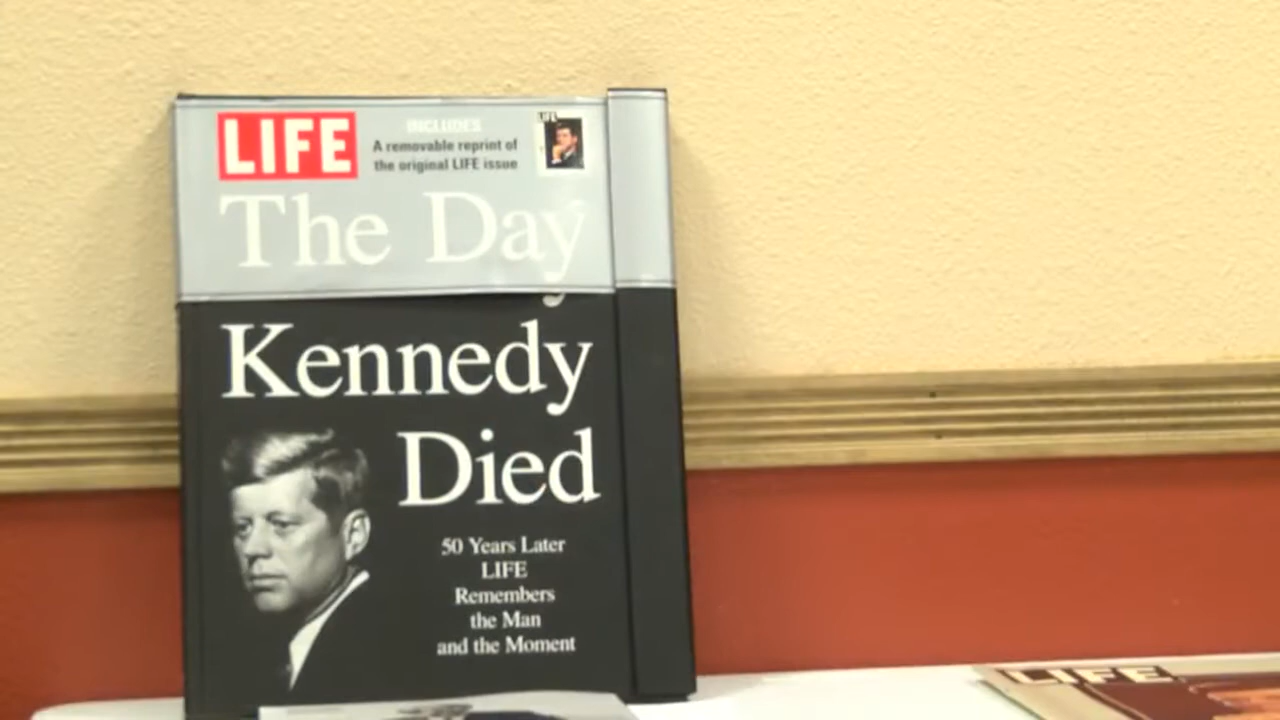 LIFE
INCLUDES
A removable reprint of
the original LIFE issue
LIFE
The Day
Kennedy
Died
50 Years Later
LIFE
Remembers
the Man
and the Moment
LIFE